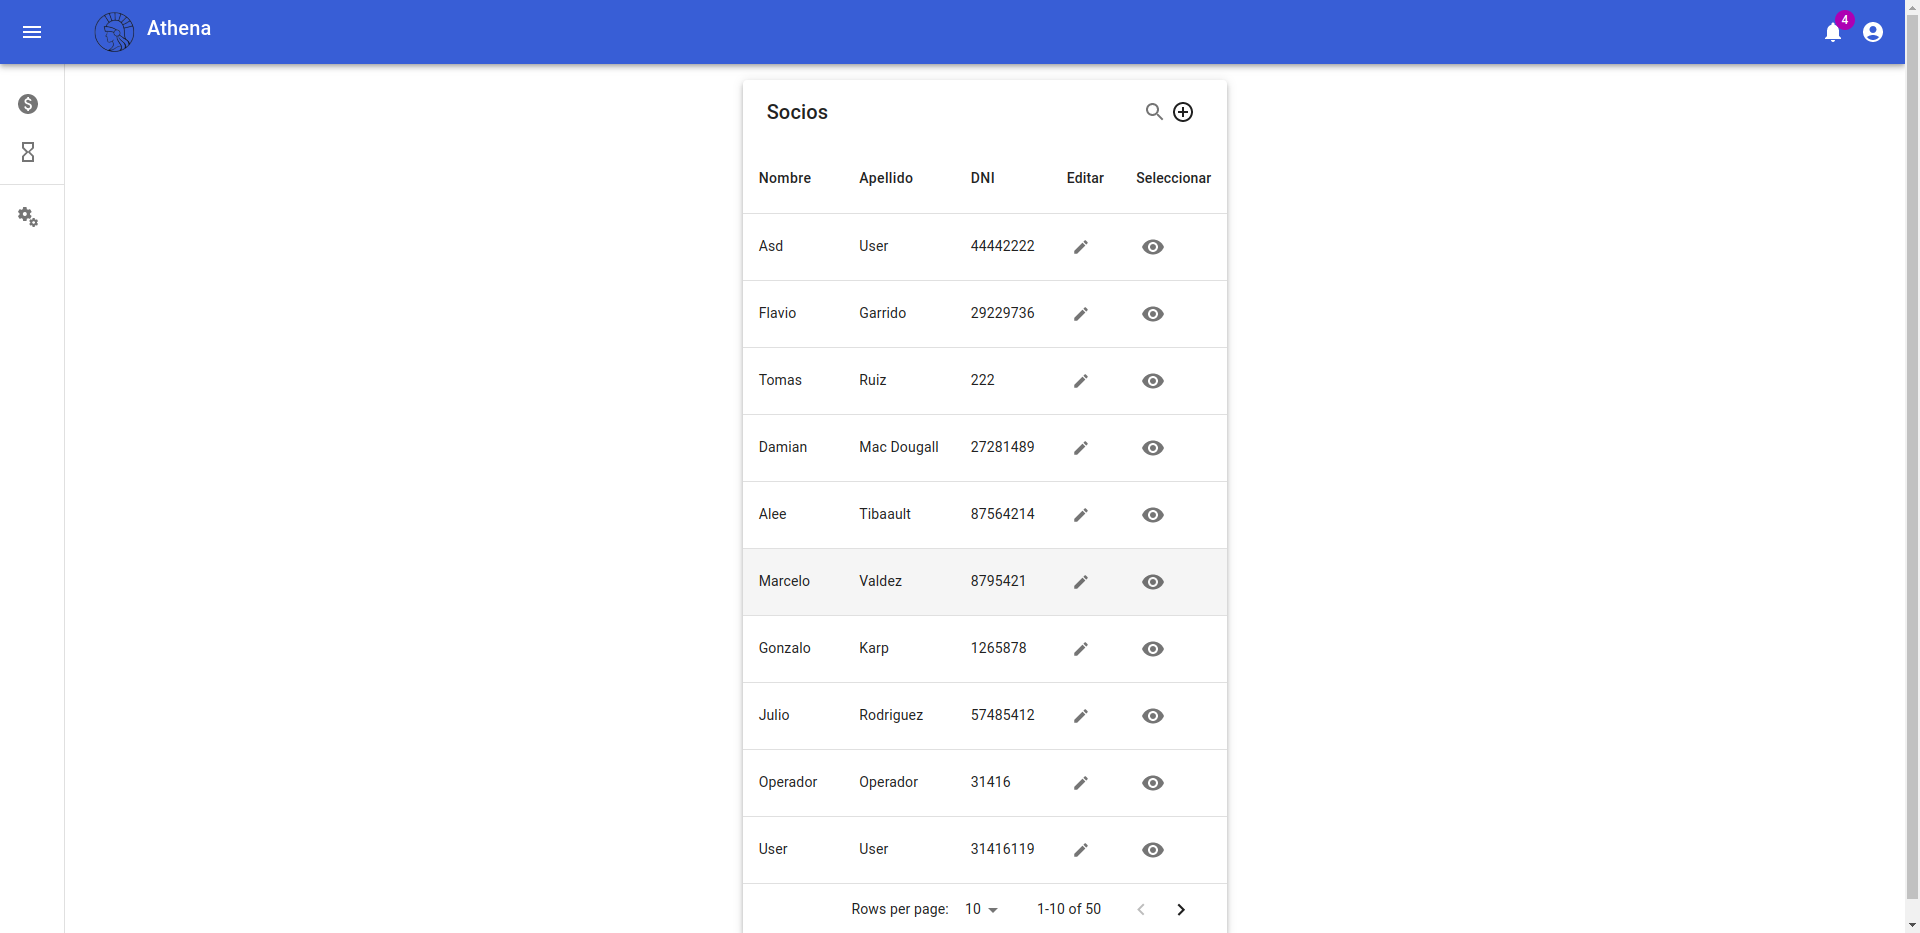 Athena
4
Socios
Nombre Apellido DNI Editar Seleccionar
Asd User 44442222
Flavio Garrido 29229736
Tomas Ruiz 222
Damian Mac Dougall 27281489
Alee Tibaault 87564214
Marcelo Valdez 8795421
Gonzalo Karp 1265878
Julio Rodriguez 57485412
Operador Operador 31416
User User 31416119
Rows per page: 10 1-10 of 50